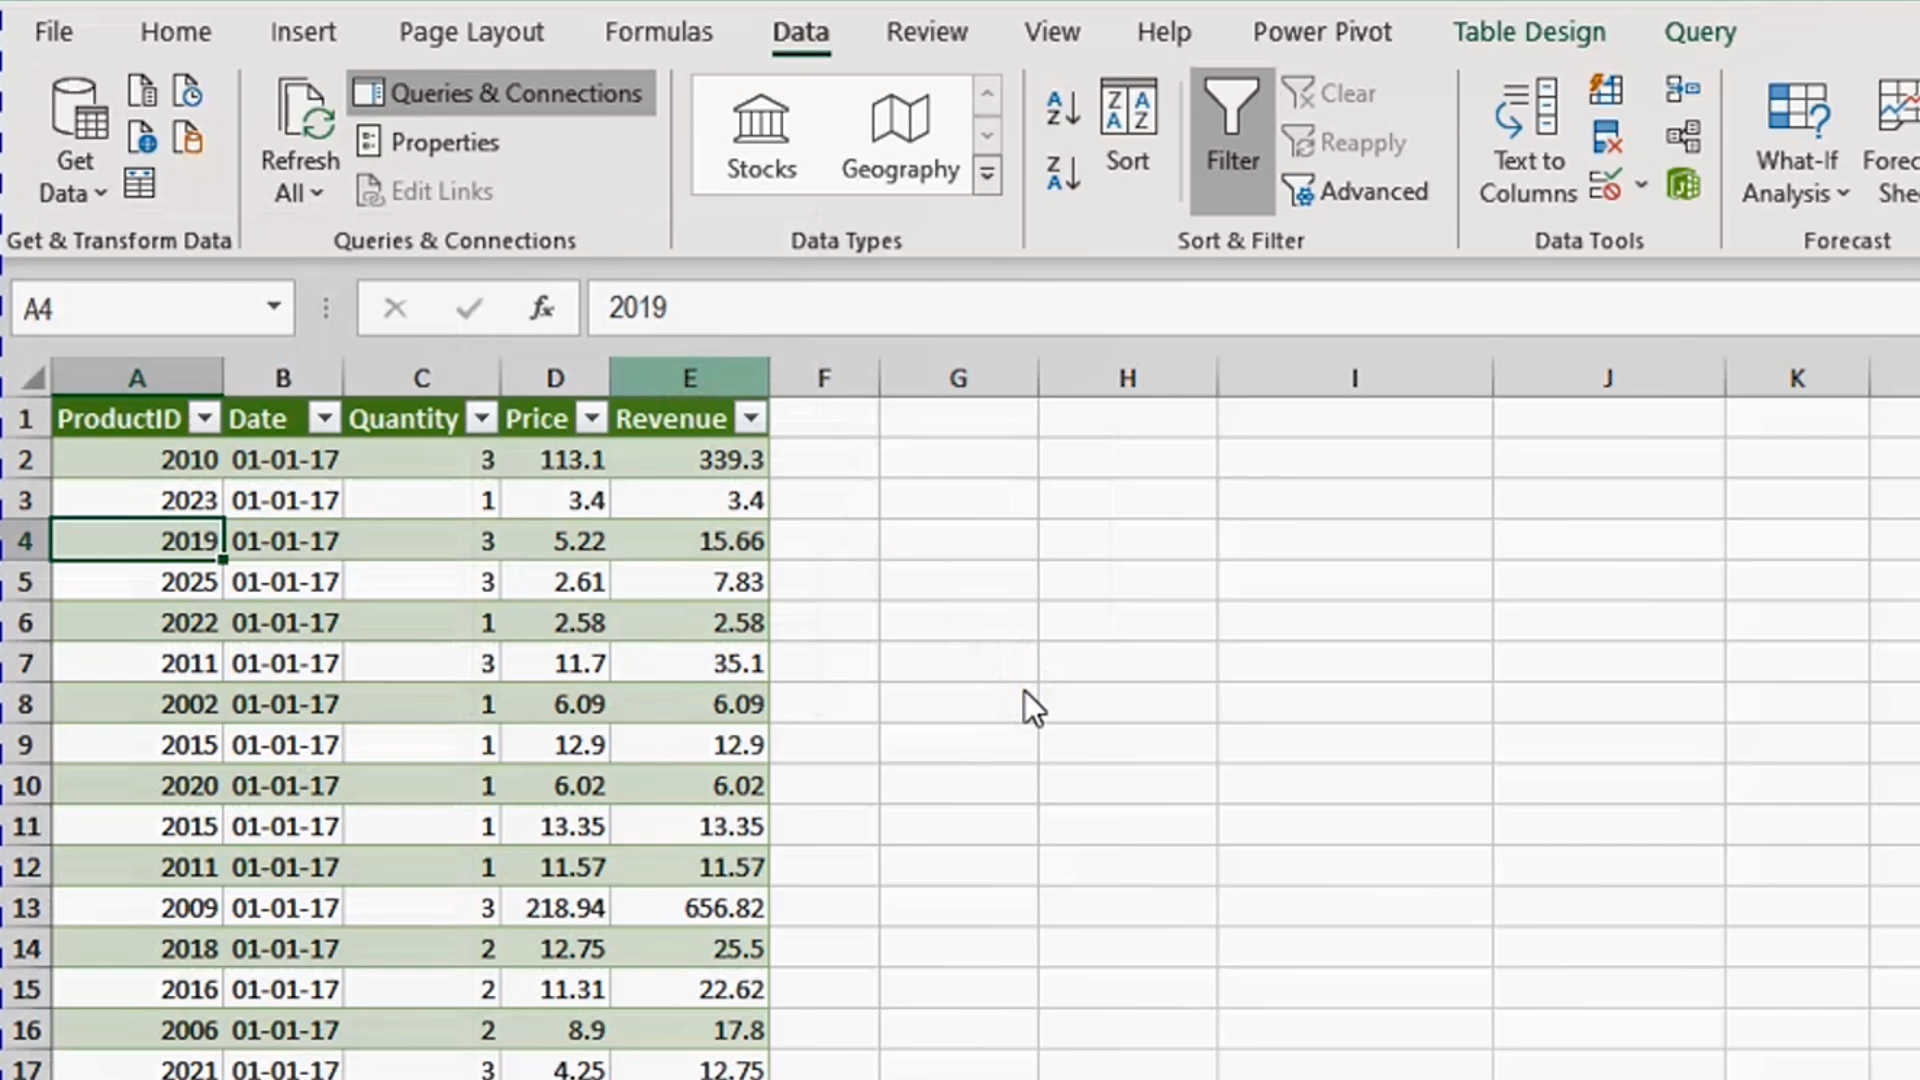 File Home Insert Page Layout Formulas Data Review View Help Power Pivot Table Design Query
Get Data
Refresh All
Queries & Connections
Properties
Edit Links
Stocks
Geography
Sort
Filter
Clear
Reapply
Advanced
Text to Columns
What-If Analysis
Get & Transform Data Queries & Connections Data Types Sort & Filter Data Tools Forecast
A4 fx 2019
A B C D E F G H I J K
1 ProductID Date Quantity Price Revenue
2 2010 01-01-17 3 113.1 339.3
3 2023 01-01-17 1 3.4 3.4
4 2019 01-01-17 3 5.22 15.66
5 2025 01-01-17 3 2.61 7.83
6 2022 01-01-17 1 2.58 2.58
7 2011 01-01-17 3 11.7 35.1
8 2002 01-01-17 1 6.09 6.09
9 2015 01-01-17 1 12.9 12.9
10 2020 01-01-17 1 6.02 6.02
11 2015 01-01-17 1 13.35 13.35
12 2011 01-01-17 1 11.57 11.57
13 2009 01-01-17 3 218.94 656.82
14 2018 01-01-17 2 12.75 25.5
15 2016 01-01-17 2 11.31 22.62
16 2006 01-01-17 2 8.9 17.8
17 2021 01-01-17 3 4.25 12.75